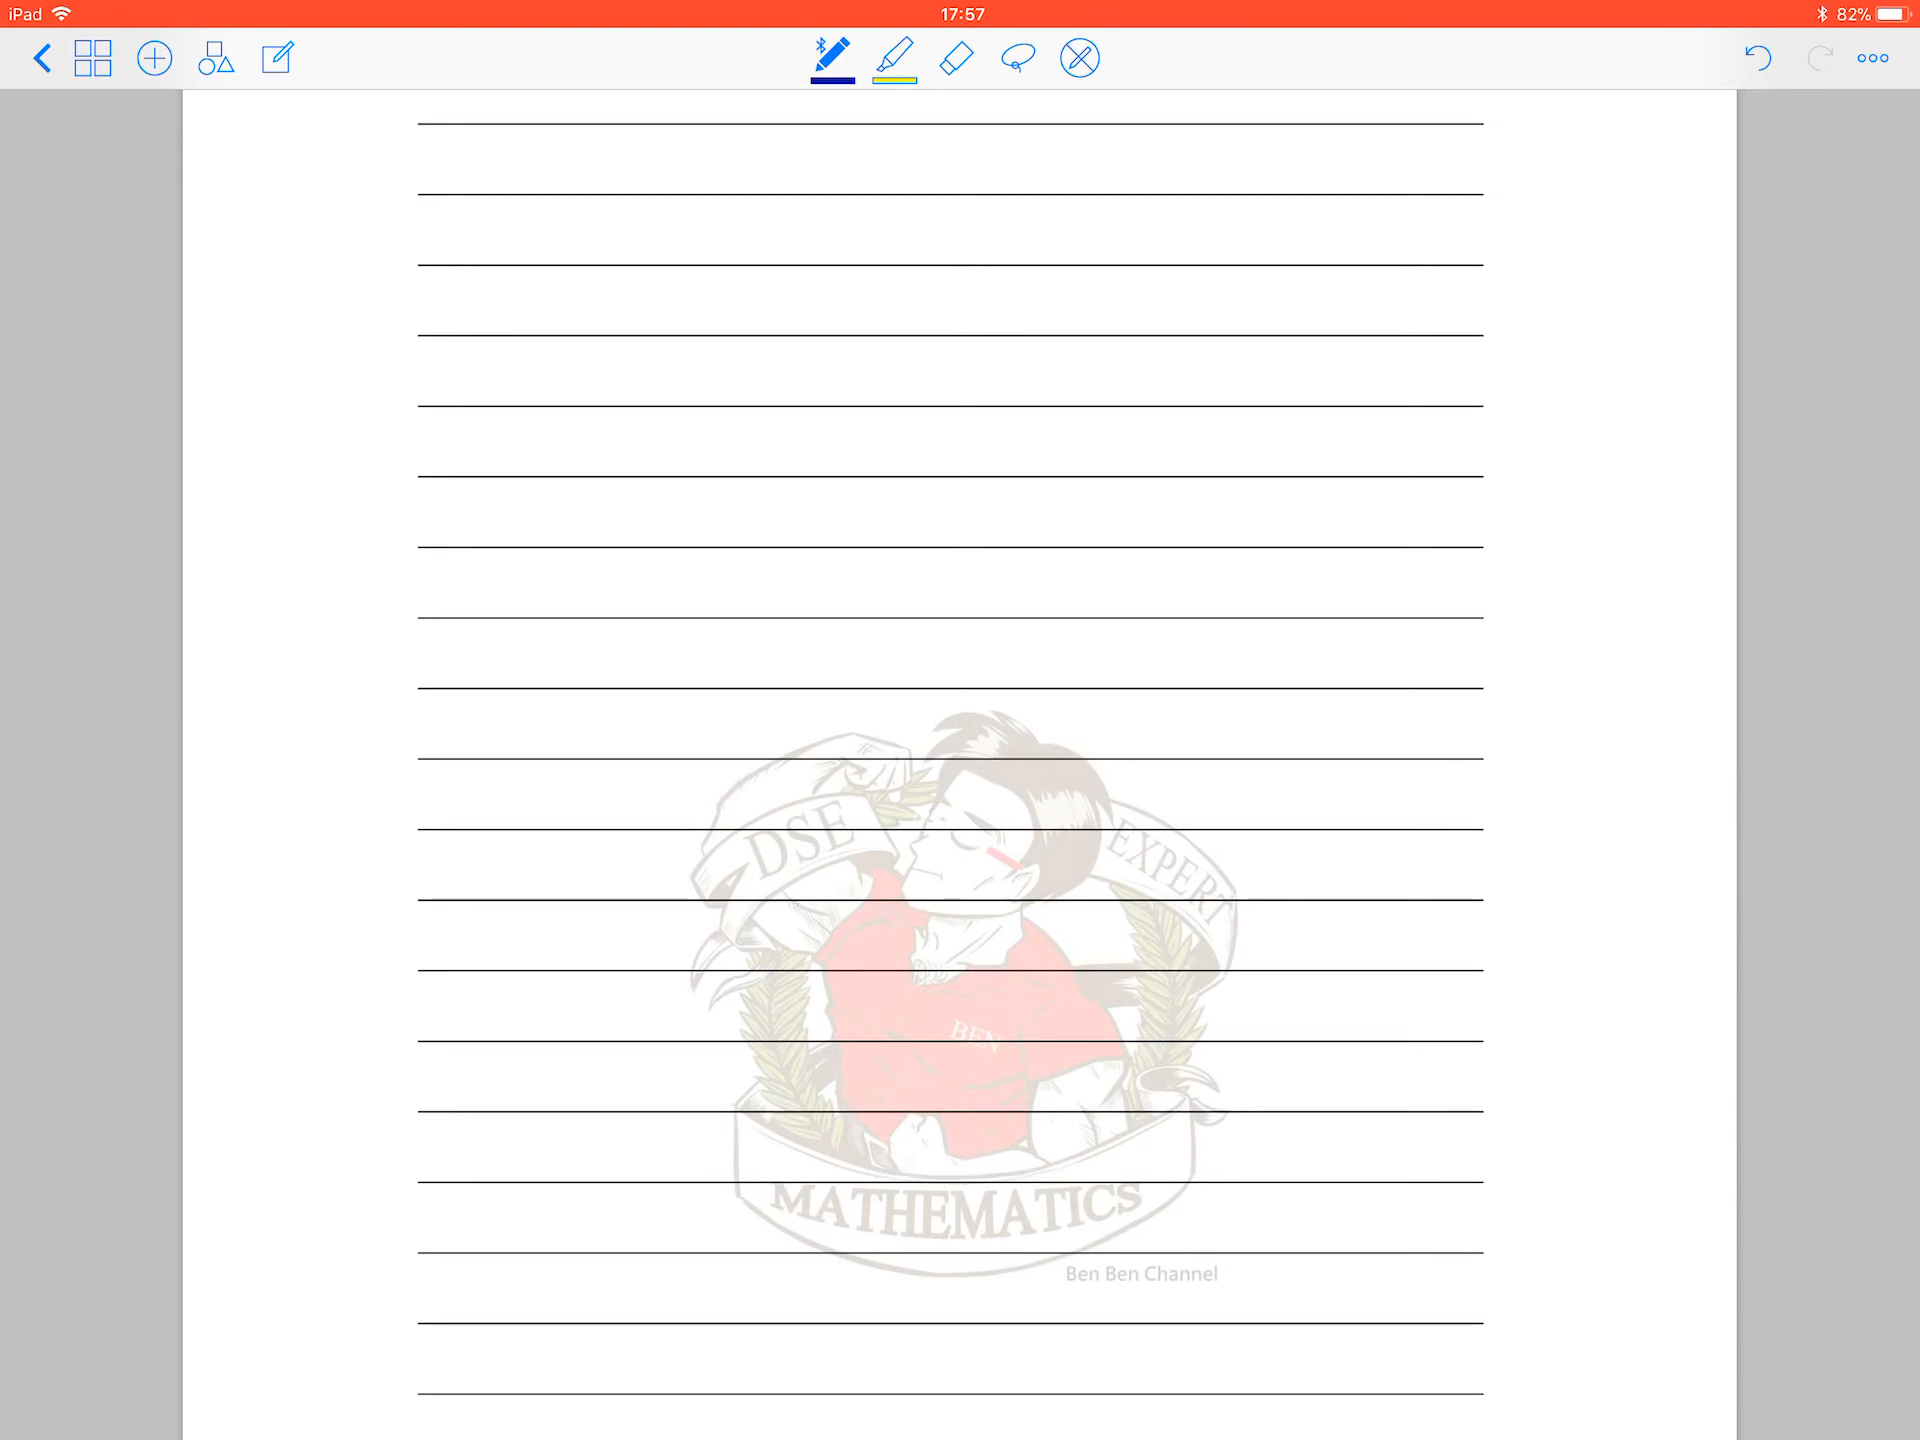 iPad 17:57 82%
DSE EXPERT
BEN
MATHEMATICS
Ben Ben Channel